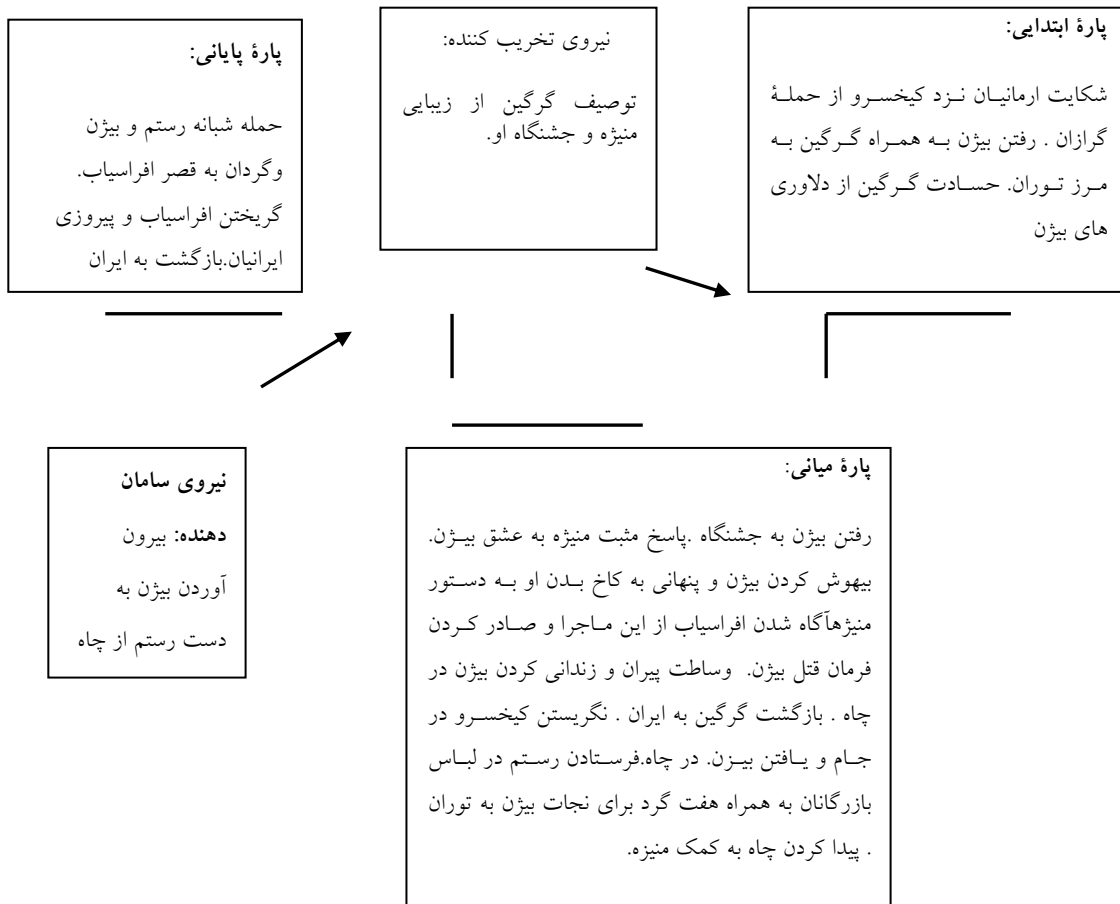 پارۀ ابتدایی:
شکایت ارمانیان نزد کیخسرو از حملۀ
گرازان . رفتن بیژن به همراه گرگین به
مرز توران. حسادت گرگین از دلاوری
های بیژن
نیروی تخریب کننده:
توصیف گرگین از زیبایی
منیژه و جشنگاه او.
پارۀ پایانی:
حمله شبانه رستم و بیژن
وگردان به قصر افراسیاب.
گریختن افراسیاب و پیروزی
ایرانیان.بازگشت به ایران
پارۀ میانی:
رفتن بیژن به جشنگاه .پاسخ مثبت منیژه به عشق بیژن.
بیهوش کردن بیژن و پنهانی به کاخ بدن او به دستور
منیژهآگاه شدن افراسیاب از این ماجرا و صادر کردن
فرمان قتل بیژن. وساطت پیران و زندانی کردن بیژن در
چاه . بازگشت گرگین به ایران . نگریستن کیخسرو در
جام و یافتن بیزن. در چاه.فرستادن رستم در لباس
بازرگانان به همراه هفت گرد برای نجات بیژن به توران
. پیدا کردن چاه به کمک منیزه.
نیروی سامان
دهنده: بیرون
آوردن بیژن به
دست رستم از چاه